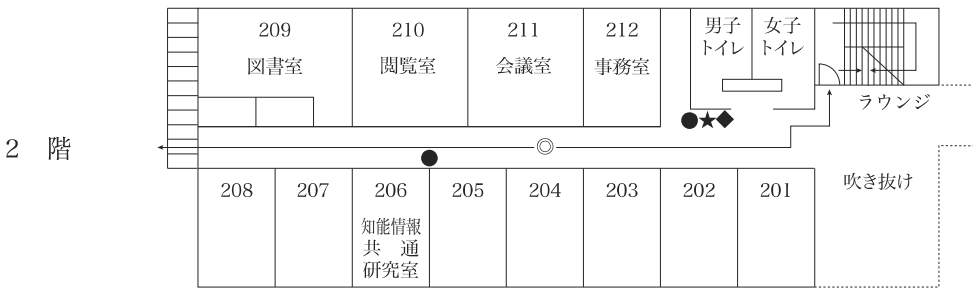 209
図書室
210
閲覧室
211
会議室
212
事務室
男子
トイレ
女子
トイレ
ラウンジ
2 階
吹き抜け
208
207
206
知能情報
共 通
研究室
205
204
203
202
201